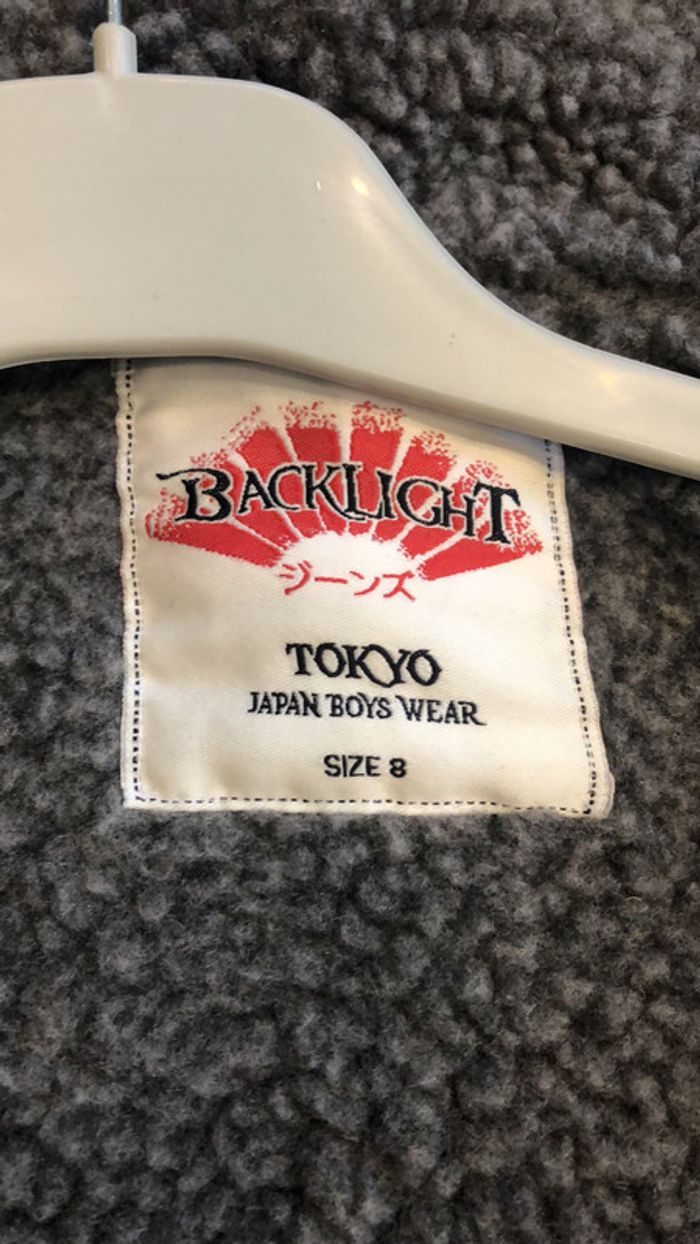 BACKLIGHT
ジーンズ
TOKYO
JAPAN BOYS WEAR
SIZE 8